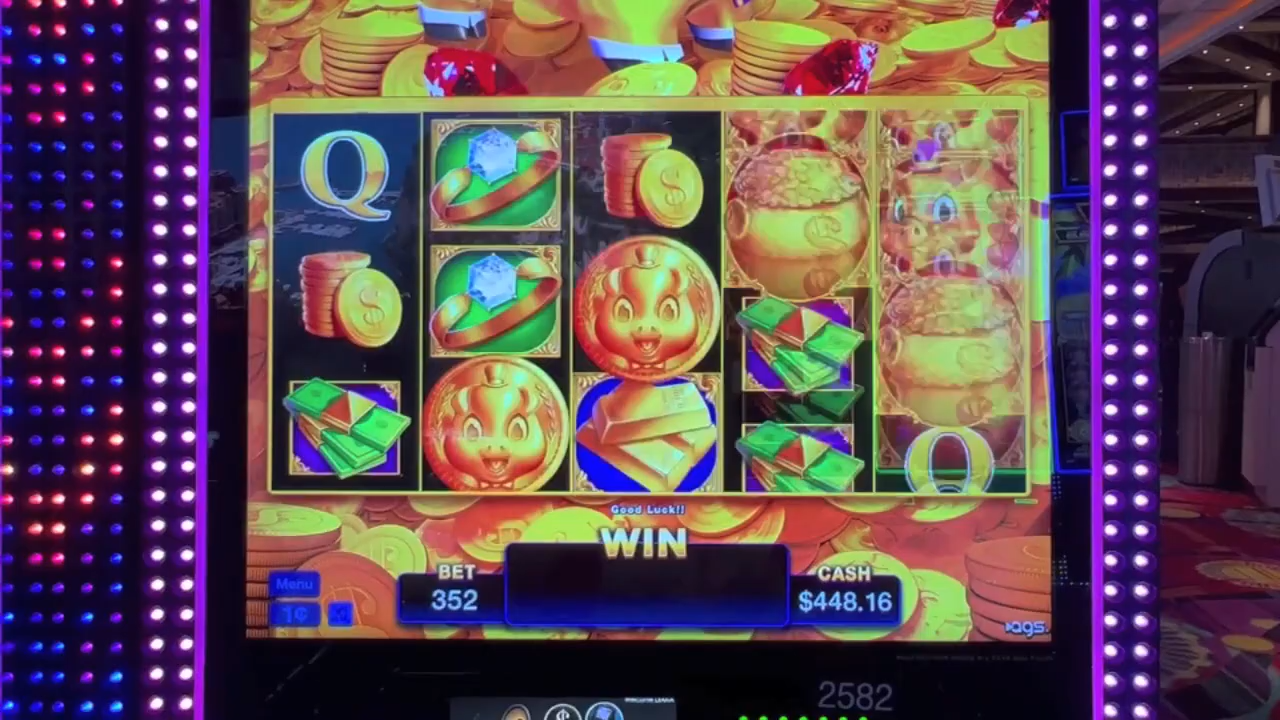 Q
$
$
Q
Good Luck!!
WIN
BET
352
CASH
$448.16
Menu
1¢
ags
2582
$